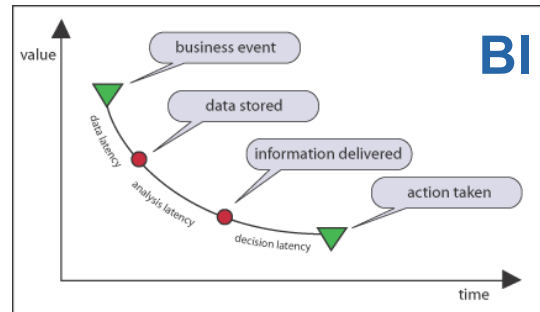 BI
value
business event
data stored
information delivered
action taken
data latency
analysis latency
decision latency
time